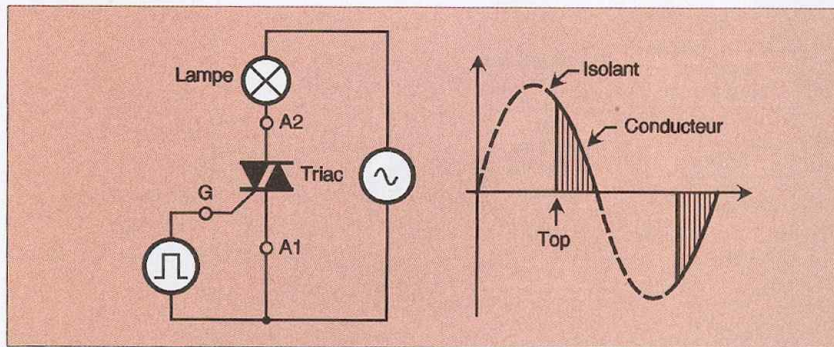 Lampe
A2
Triac
G
A1
Isolant
Conducteur
Top